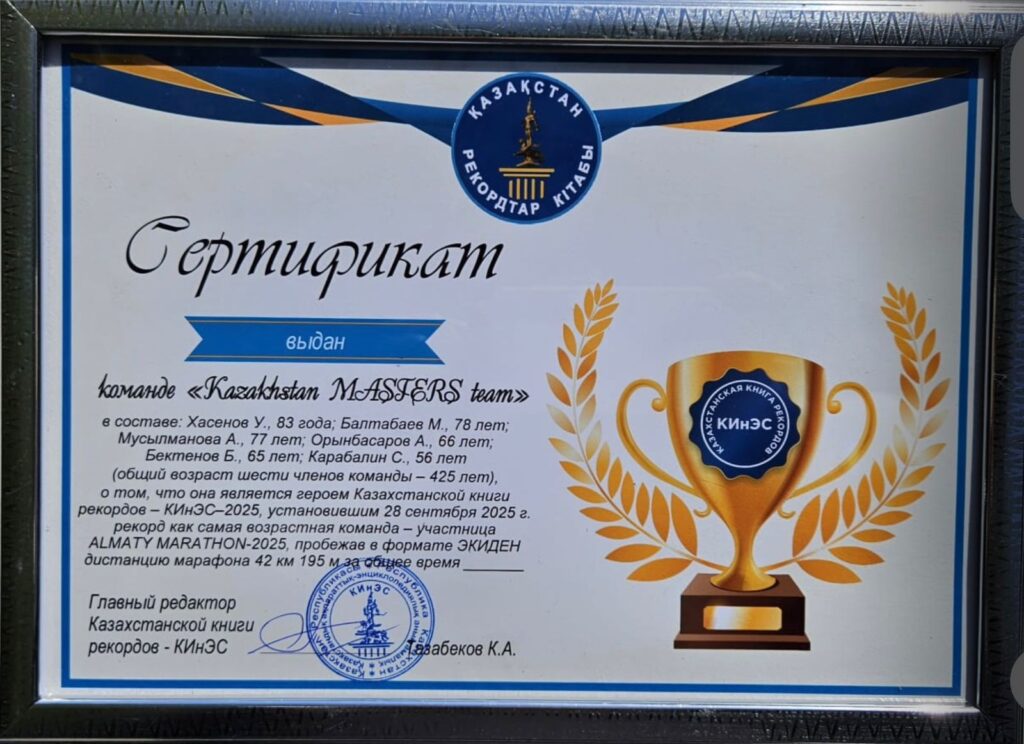 ҚАЗАҚСТАН
РЕКОРДТАР КІТАБЫ
Сертификат
выдан
команде «Kazakhstan MASTERS team»
в составе: Хасенов У., 83 года; Балтабаев М., 78 лет;
Мусылманова А., 77 лет; Орынбасаров А., 66 лет;
Бектенов Б., 65 лет; Карабалин С., 56 лет
(общий возраст шести членов команды – 425 лет),
о том, что она является героем Казахстанской книги
рекордов – КИнЭС–2025, установившим 28 сентября 2025 г.
рекорд как самая возрастная команда – участница
ALMATY MARATHON-2025, пробежав в формате ЭКИДЕН
дистанцию марафона 42 км 195 м за общее время ________
КАЗАХСТАНСКАЯ КНИГА РЕКОРДОВ
КИнЭС
Главный редактор
Казахстанской книги
рекордов - КИнЭС
Тазабеков К.А.
КИнЭС